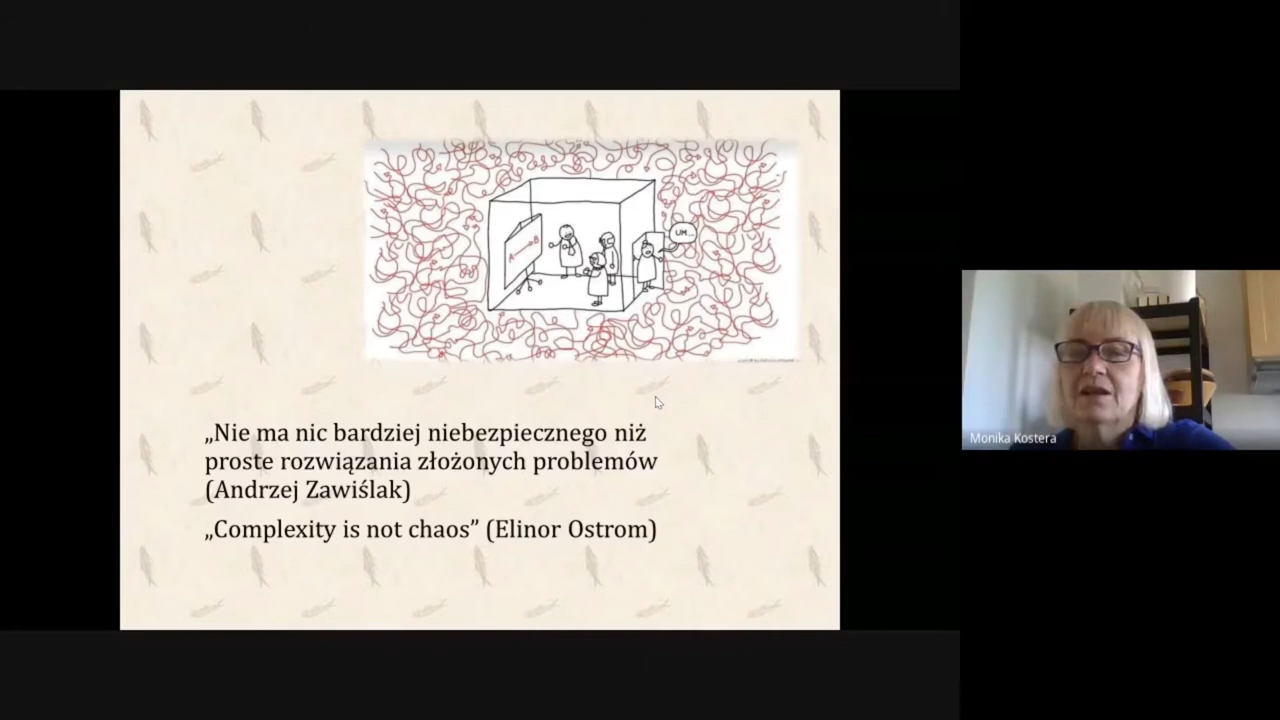 A
B
UM...
„Nie ma nic bardziej niebezpiecznego niż
proste rozwiązania złożonych problemów
(Andrzej Zawiślak)
„Complexity is not chaos” (Elinor Ostrom)
Monika Kostera